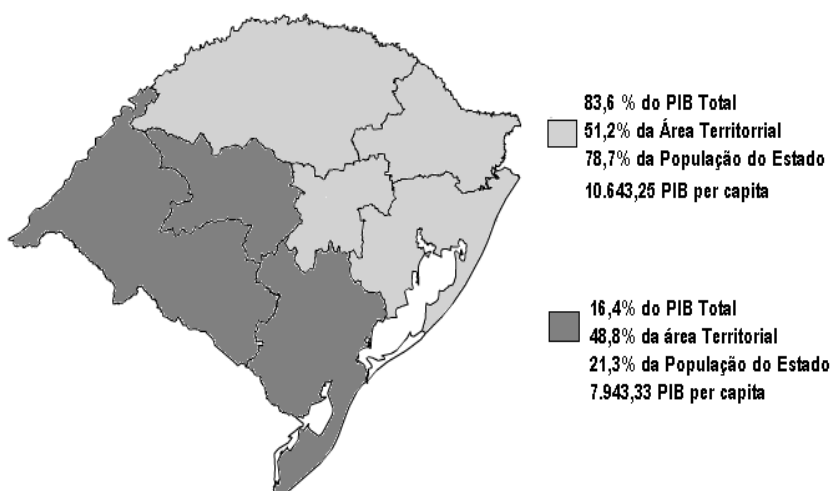 83,6 % do PIB Total
51,2% da Área Territorrial
78,7% da População do Estado
10.643,25 PIB per capita
16,4% do PIB Total
48,8% da área Territorial
21,3% da População do Estado
7.943,33 PIB per capita